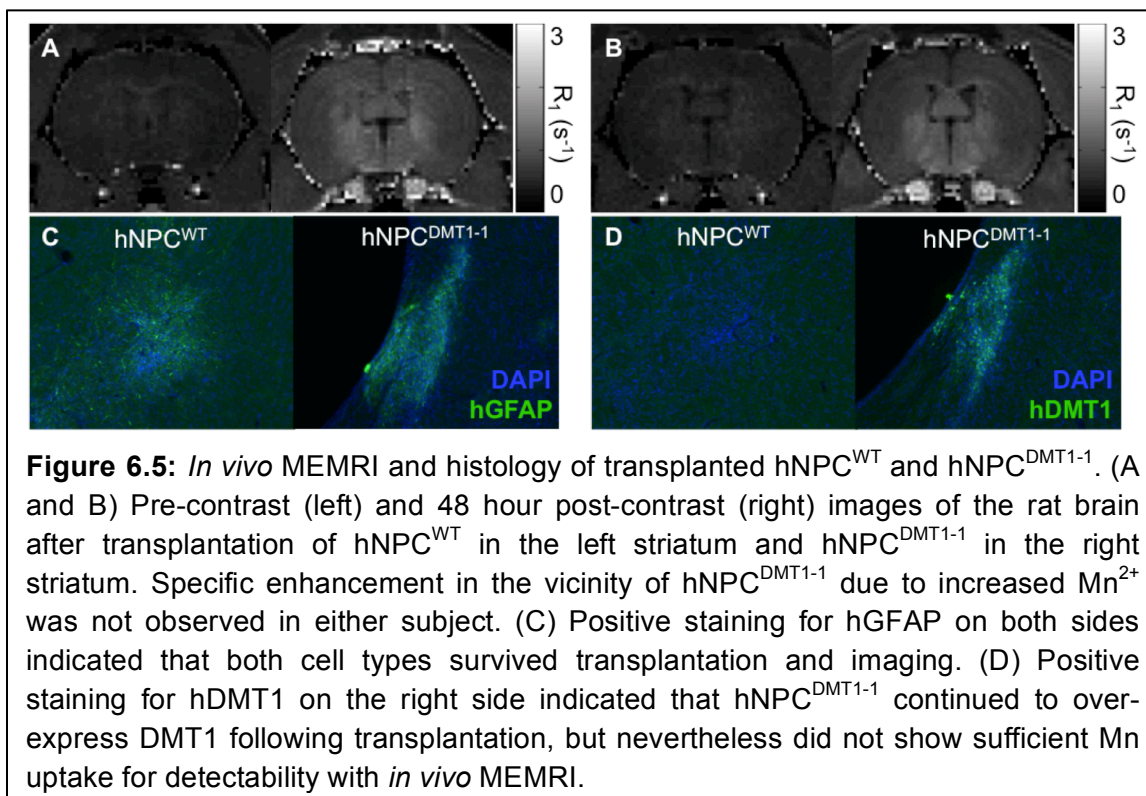 A
3
R1 (s-1)
0
B
3
R1 (s-1)
0
C
hNPCWT
hNPCDMT1-1
DAPI
hGFAP
D
hNPCWT
hNPCDMT1-1
DAPI
hDMT1
Figure 6.5: In vivo MEMRI and histology of transplanted hNPCWT and hNPCDMT1-1. (A
and B) Pre-contrast (left) and 48 hour post-contrast (right) images of the rat brain
after transplantation of hNPCWT in the left striatum and hNPCDMT1-1 in the right
striatum. Specific enhancement in the vicinity of hNPCDMT1-1 due to increased Mn2+
was not observed in either subject. (C) Positive staining for hGFAP on both sides
indicated that both cell types survived transplantation and imaging. (D) Positive
staining for hDMT1 on the right side indicated that hNPCDMT1-1 continued to over-
express DMT1 following transplantation, but nevertheless did not show sufficient Mn
uptake for detectability with in vivo MEMRI.